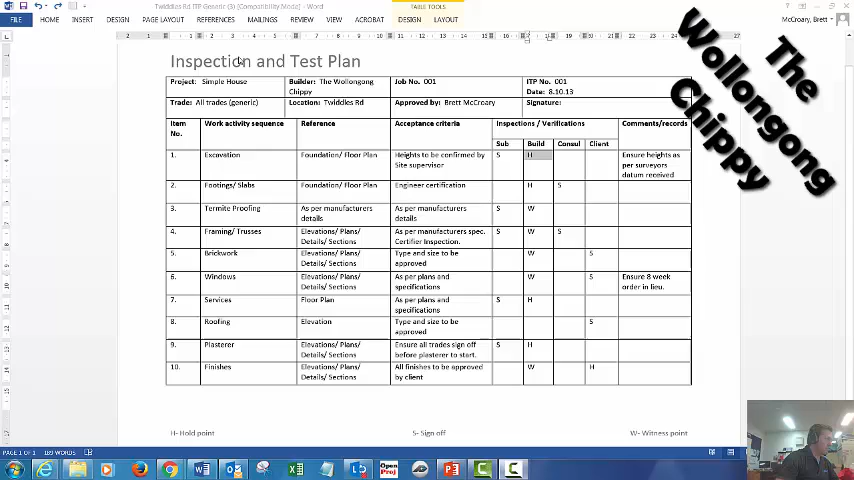 Twiddles Rd ITP Generic (3) [Compatibility Mode] - Word
TABLE TOOLS
McCroary, Brett
FILE HOME INSERT DESIGN PAGE LAYOUT REFERENCES MAILINGS REVIEW VIEW ACROBAT DESIGN LAYOUT
The
Wollongong
Chippy
Inspection and Test Plan
Project: Simple House
Builder: The Wollongong
Chippy
Job No. 001
ITP No. 001
Date: 8.10.13
Trade: All trades (generic)
Location: Twiddles Rd
Approved by: Brett McCroary
Signature:
Item
No.
Work activity sequence
Reference
Acceptance criteria
Inspections / Verifications
Comments/records
Sub Build Consul Client
1. Excovation
Foundation/ Floor Plan
Heights to be confirmed by
Site supervisor
S H
Ensure heights as
per surveyors
datum received
2. Footings/ Slabs
Foundation/ Floor Plan
Engineer certification
H S
3. Termite Proofing
As per manufacturers
details
As per manufacturers
details
S W
4. Framing/ Trusses
Elevations/ Plans/
Details/ Sections
As per manufacturers spec.
Certifier Inspection.
S W S
5. Brickwork
Elevations/ Plans/
Details/ Sections
Type and size to be
approved
W S
6. Windows
Elevations/ Plans/
Details/ Sections
As per plans and
specifications
W S
Ensure 8 week
order in lieu.
7. Services
Floor Plan
As per plans and
specifications
S H
8. Roofing
Elevation
Type and size to be
approved
S
9. Plasterer
Elevations/ Plans/
Details/ Sections
Ensure all trades sign off
before plasterer to start.
S H
10. Finishes
Elevations/ Plans/
Details/ Sections
All finishes to be approved
by client
W H
H- Hold point
S- Sign off
W- Witness point
PAGE 1 OF 1 189 WORDS
Open
Proj